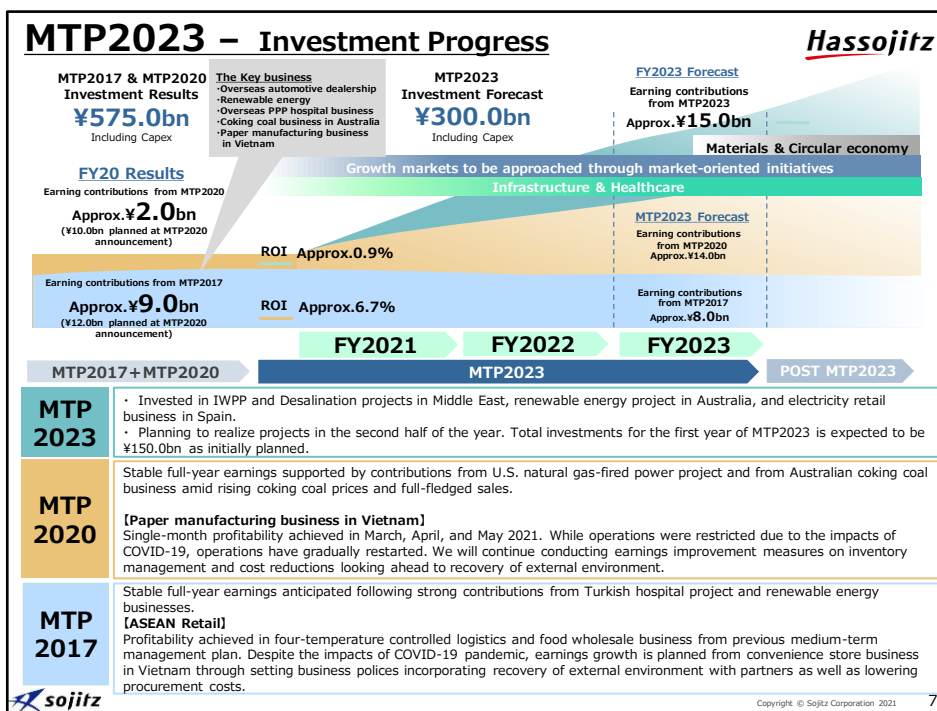 MTP2023 – Investment Progress
Hassojitz
MTP2017 & MTP2020
Investment Results
¥575.0bn
Including Capex
The Key business
・Overseas automotive dealership
・Renewable energy
・Overseas PPP hospital business
・Coking coal business in Australia
・Paper manufacturing business
in Vietnam
MTP2023
Investment Forecast
¥300.0bn
Including Capex
FY2023 Forecast
Earning contributions
from MTP2023
Approx.¥15.0bn
Materials & Circular economy
Growth markets to be approached through market-oriented initiatives
Infrastructure & Healthcare
FY20 Results
Earning contributions from MTP2020
Approx.¥2.0bn
(¥10.0bn planned at MTP2020
announcement)
ROI Approx.0.9%
MTP2023 Forecast
Earning contributions
from MTP2020
Approx.¥14.0bn
Earning contributions from MTP2017
Approx.¥9.0bn
(¥12.0bn planned at MTP2020
announcement)
ROI Approx.6.7%
Earning contributions
from MTP2017
Approx.¥8.0bn
FY2021 FY2022 FY2023
MTP2017+MTP2020 MTP2023 POST MTP2023
MTP
2023
・ Invested in IWPP and Desalination projects in Middle East, renewable energy project in Australia, and electricity retail
business in Spain.
・ Planning to realize projects in the second half of the year. Total investments for the first year of MTP2023 is expected to be
¥150.0bn as initially planned.
MTP
2020
Stable full-year earnings supported by contributions from U.S. natural gas-fired power project and from Australian coking coal
business amid rising coking coal prices and full-fledged sales.
【Paper manufacturing business in Vietnam】
Single-month profitability achieved in March, April, and May 2021. While operations were restricted due to the impacts of
COVID-19, operations have gradually restarted. We will continue conducting earnings improvement measures on inventory
management and cost reductions looking ahead to recovery of external environment.
MTP
2017
Stable full-year earnings anticipated following strong contributions from Turkish hospital project and renewable energy
businesses.
【ASEAN Retail】
Profitability achieved in four-temperature controlled logistics and food wholesale business from previous medium-term
management plan. Despite the impacts of COVID-19 pandemic, earnings growth is planned from convenience store business
in Vietnam through setting business polices incorporating recovery of external environment with partners as well as lowering
procurement costs.
sojitz
Copyright © Sojitz Corporation 2021 7